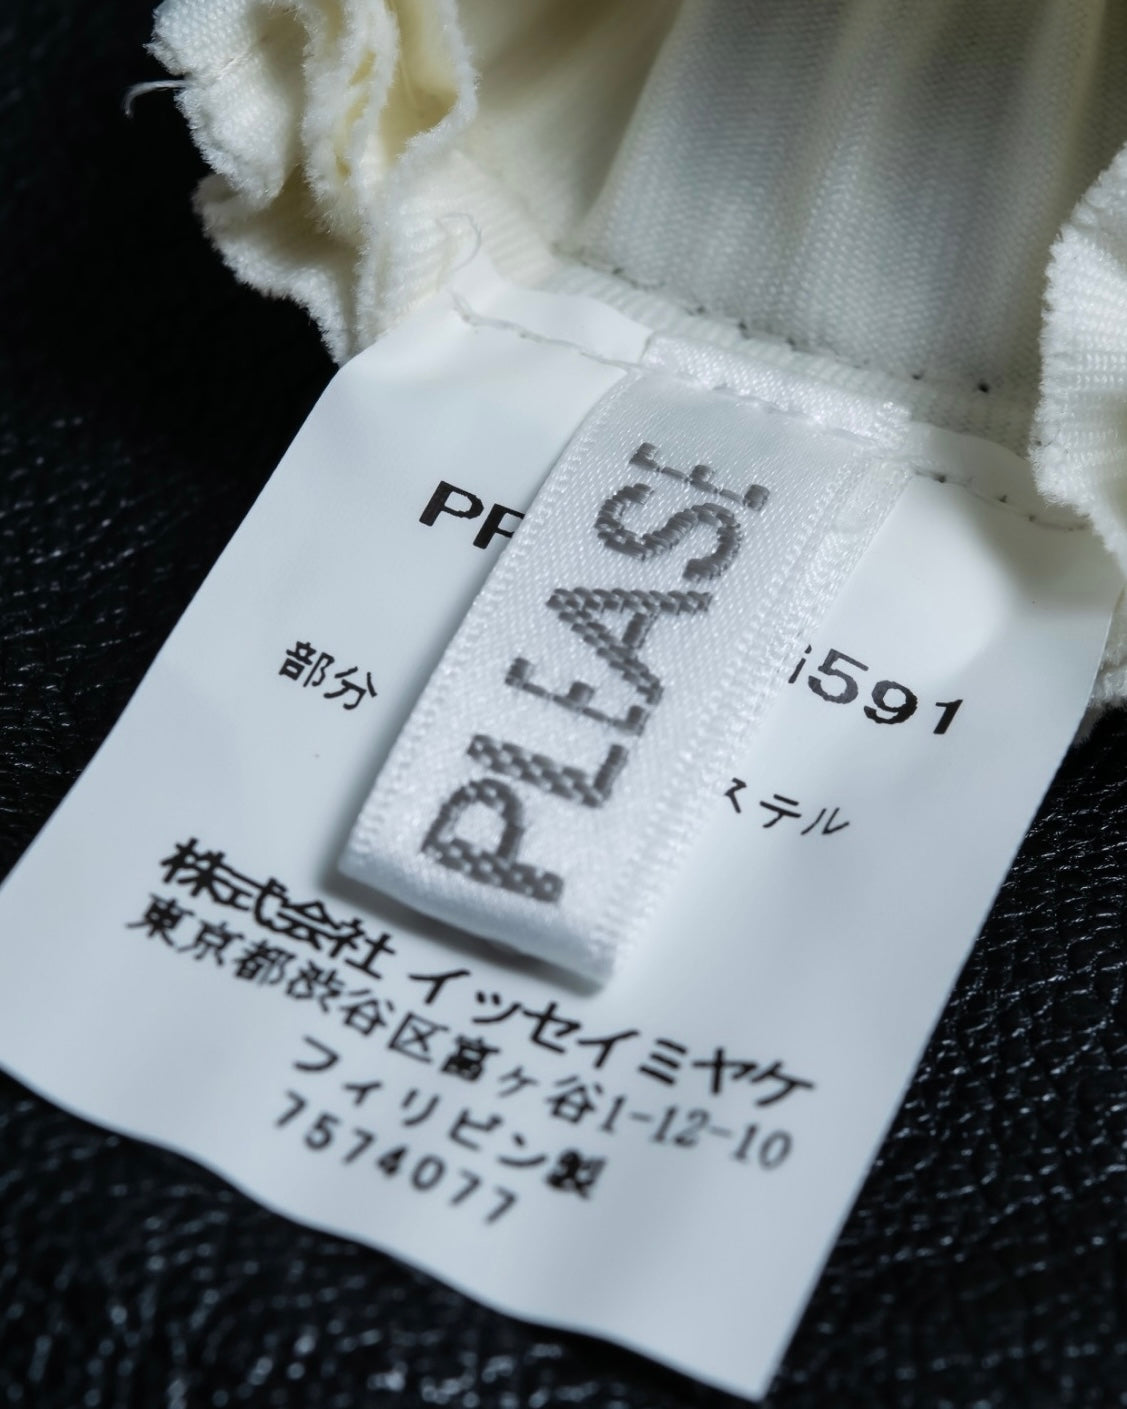 PLEASE
部分
591
ステル
株式会社 イッセイミヤケ
東京都渋谷区富ヶ谷1-12-10
フィリピン製
7574077